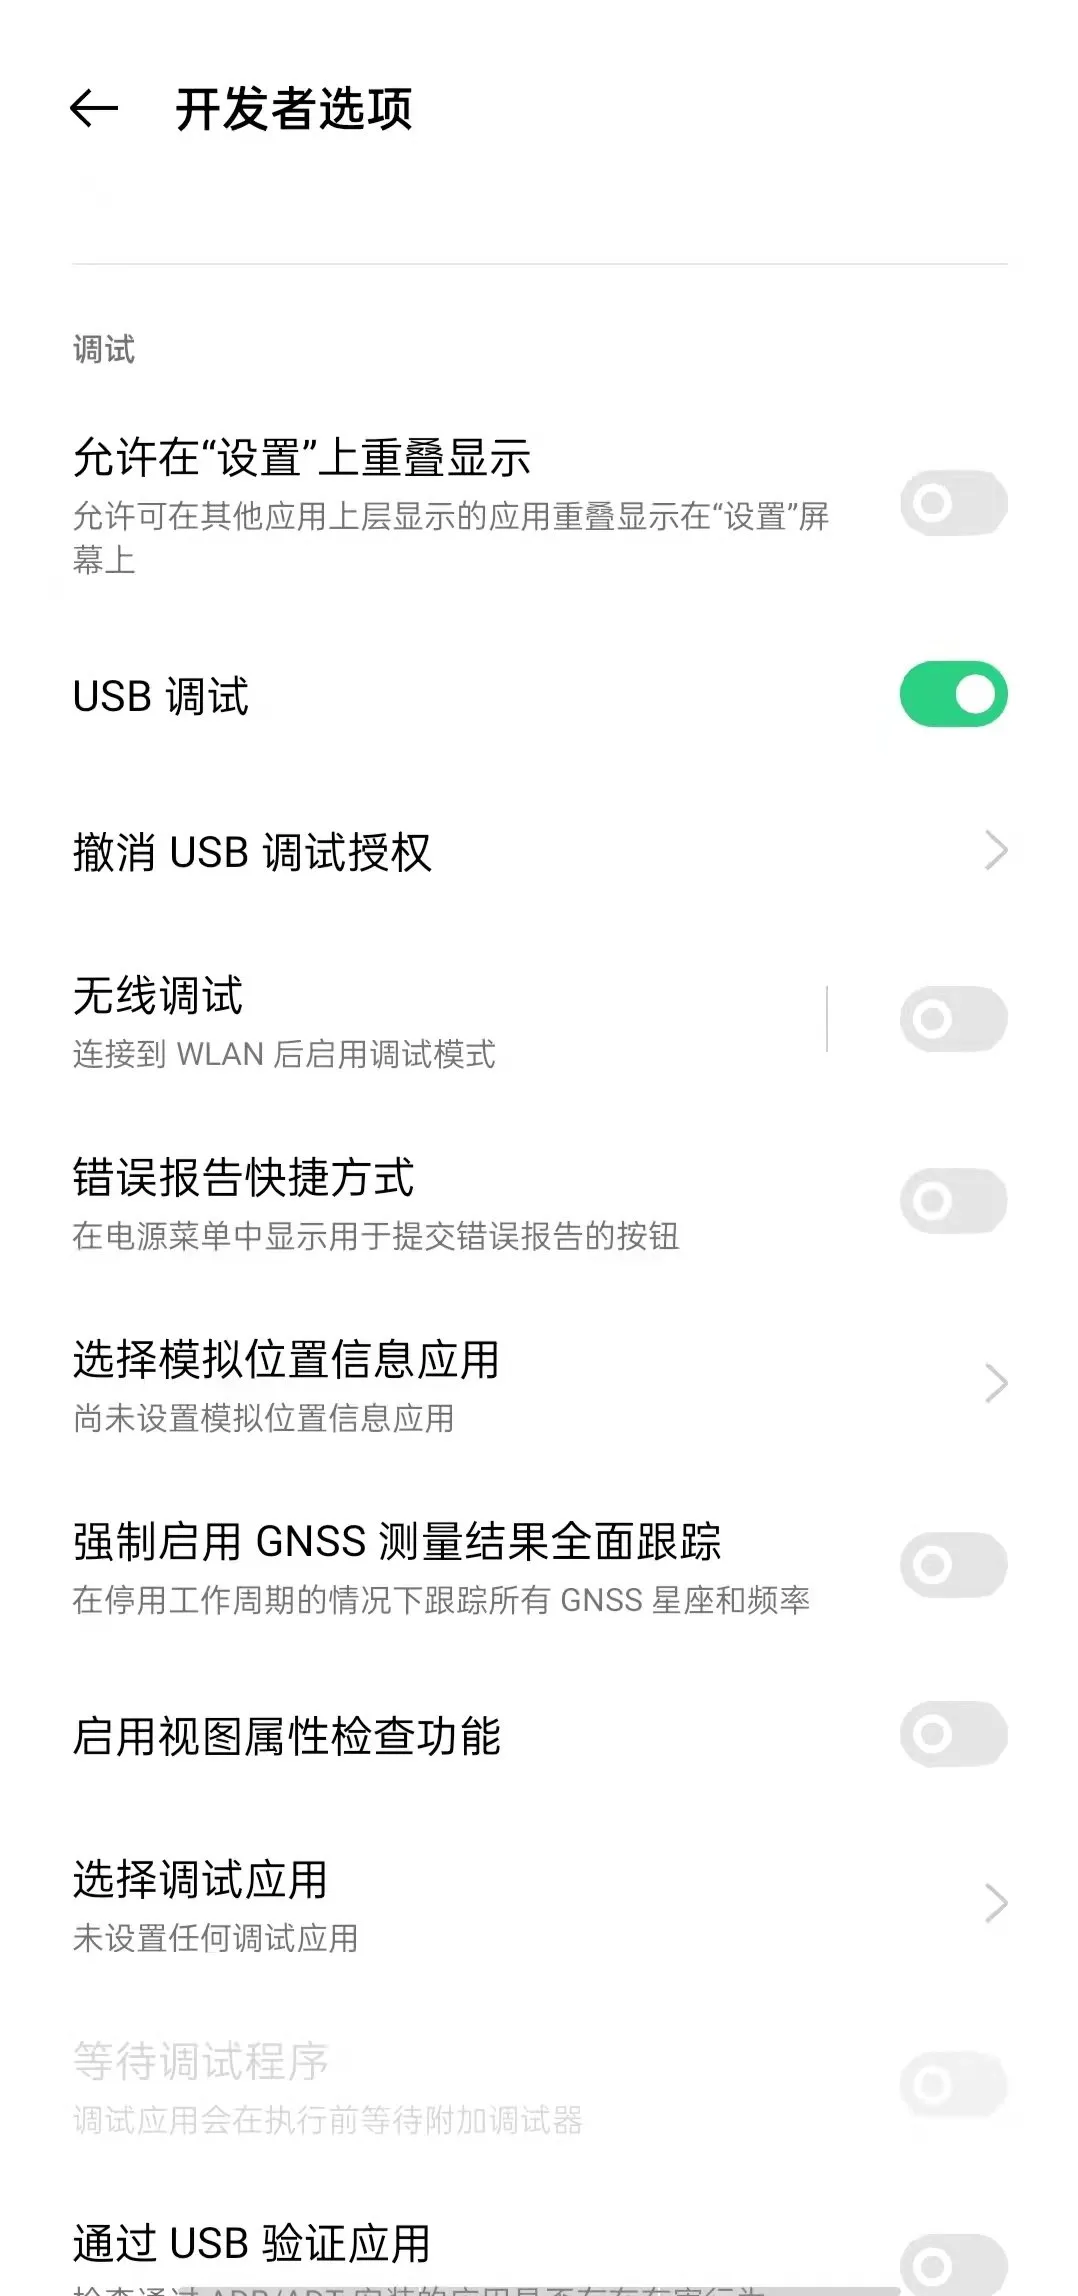 开发者选项
调试
允许在“设置”上重叠显示
允许可在其他应用上层显示的应用重叠显示在“设置”屏
幕上
USB 调试
撤消 USB 调试授权
无线调试
连接到 WLAN 后启用调试模式
错误报告快捷方式
在电源菜单中显示用于提交错误报告的按钮
选择模拟位置信息应用
尚未设置模拟位置信息应用
强制启用 GNSS 测量结果全面跟踪
在停用工作周期的情况下跟踪所有 GNSS 星座和频率
启用视图属性检查功能
选择调试应用
未设置任何调试应用
等待调试程序
调试应用会在执行前等待附加调试器
通过 USB 验证应用